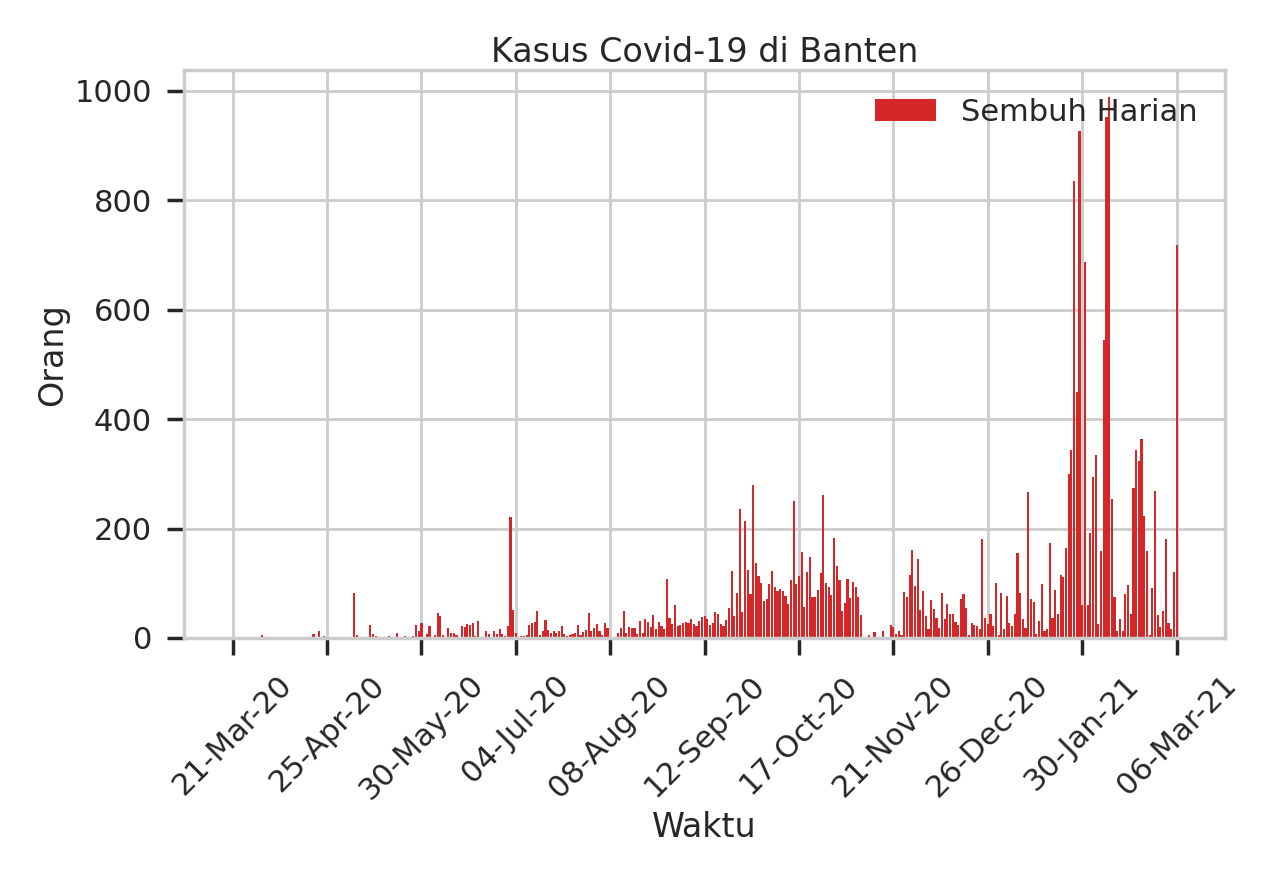 Kasus Covid-19 di Banten
Sembuh Harian
Orang
1000
800
600
400
200
0
21-Mar-20
25-Apr-20
30-May-20
04-Jul-20
08-Aug-20
12-Sep-20
17-Oct-20
21-Nov-20
26-Dec-20
30-Jan-21
06-Mar-21
Waktu